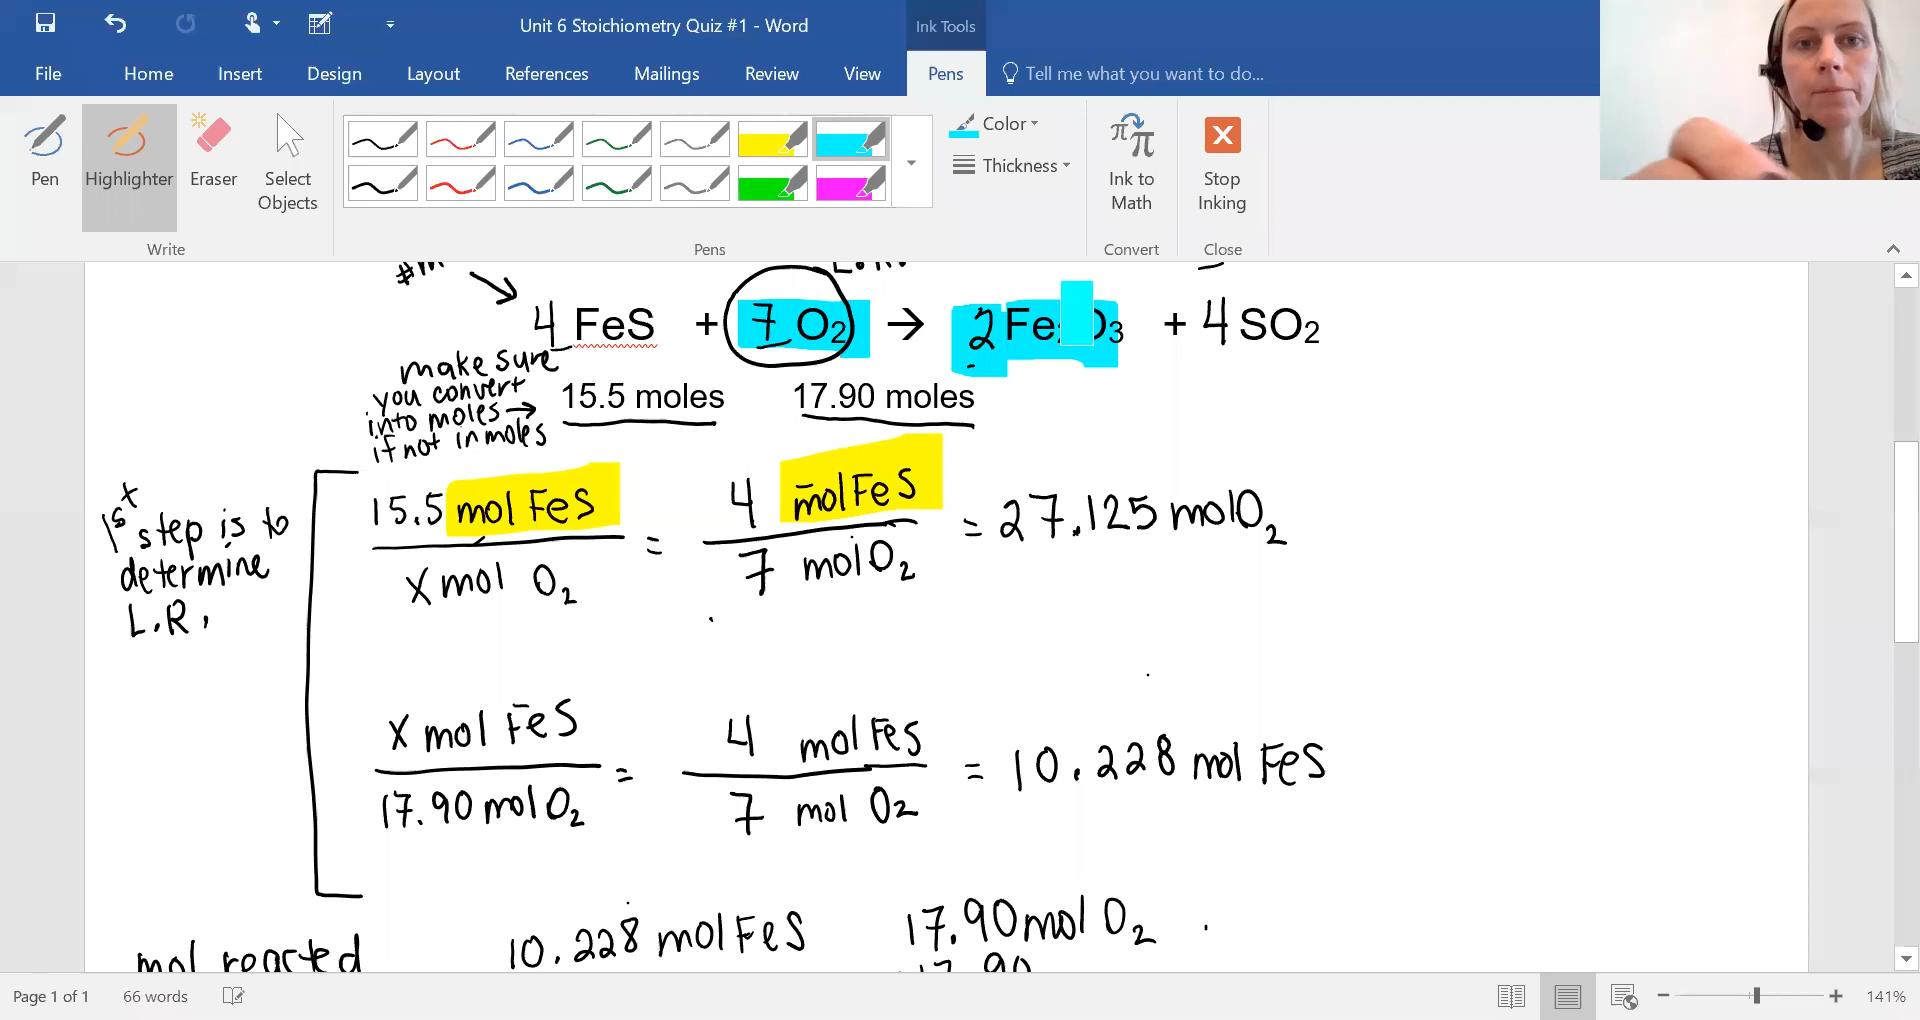 Unit 6 Stoichiometry Quiz #1 - Word
Ink Tools
File Home Insert Design Layout References Mailings Review View Pens Tell me what you want to do...
Pen Highlighter Eraser Select Objects
Color
Thickness
Ink to Math
Stop Inking
Write Pens Convert Close
4 FeS + 7 O2 → 2 Fe2O3 + 4 SO2
make sure
you convert
into moles →
if not in moles
15.5 moles 17.90 moles
1st step is to
determine
L.R.
15.5 mol FeS = 4 mol FeS = 27.125 mol O2
x mol O2 7 mol O2
x mol FeS = 4 mol FeS = 10.228 mol FeS
17.90 mol O2 7 mol O2
mol reacted 10.228 mol FeS 17.90 mol O2
17.90
Page 1 of 1 66 words 141%